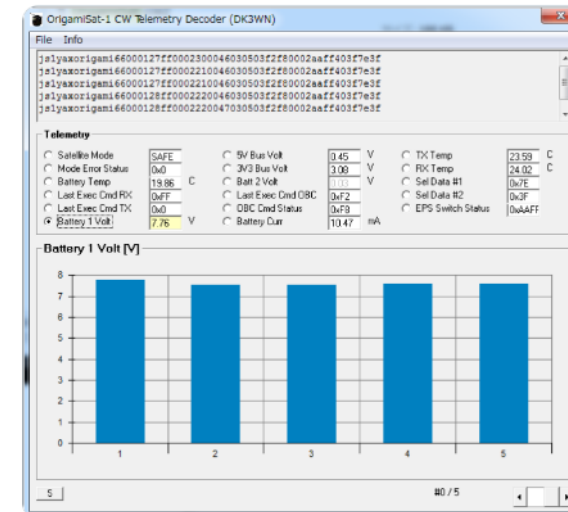 OrigamiSat-1 CW Telemetry Decoder (DK3WN)
File Info
js1yaxorigami66000127ff0002300046030503f2f80002aaff403f7e3f
js1yaxorigami66000127ff0002210046030503f2f80002aaff403f7e3f
js1yaxorigami66000127ff0002210046030503f2f80002aaff403f7e3f
js1yaxorigami66000128ff0002220046030503f2f80002aaff403f7e3f
js1yaxorigami66000128ff0002220047030503f2f80002aaff403f7e3f
Telemetry
Satellite Mode SAFE 5V Bus Volt 0.45 V TX Temp 23.59 C
Mode Error Status 0x0 3V3 Bus Volt 3.08 V RX Temp 24.02 C
Battery Temp 19.86 C Batt 2 Volt 0.03 V Sel Data #1 0x7E
Last Exec Cmd RX 0xFF Last Exec Cmd OBC 0xF2 Sel Data #2 0x3F
Last Exec Cmd TX 0x0 OBC Cmd Status 0xF8 EPS Switch Status 0xAAFF
Battery 1 Volt 7.76 V Battery Curr 10.47 mA
Battery 1 Volt [V]
8
7
6
5
4
3
2
1
0
1 2 3 4 5
S #0 / 5